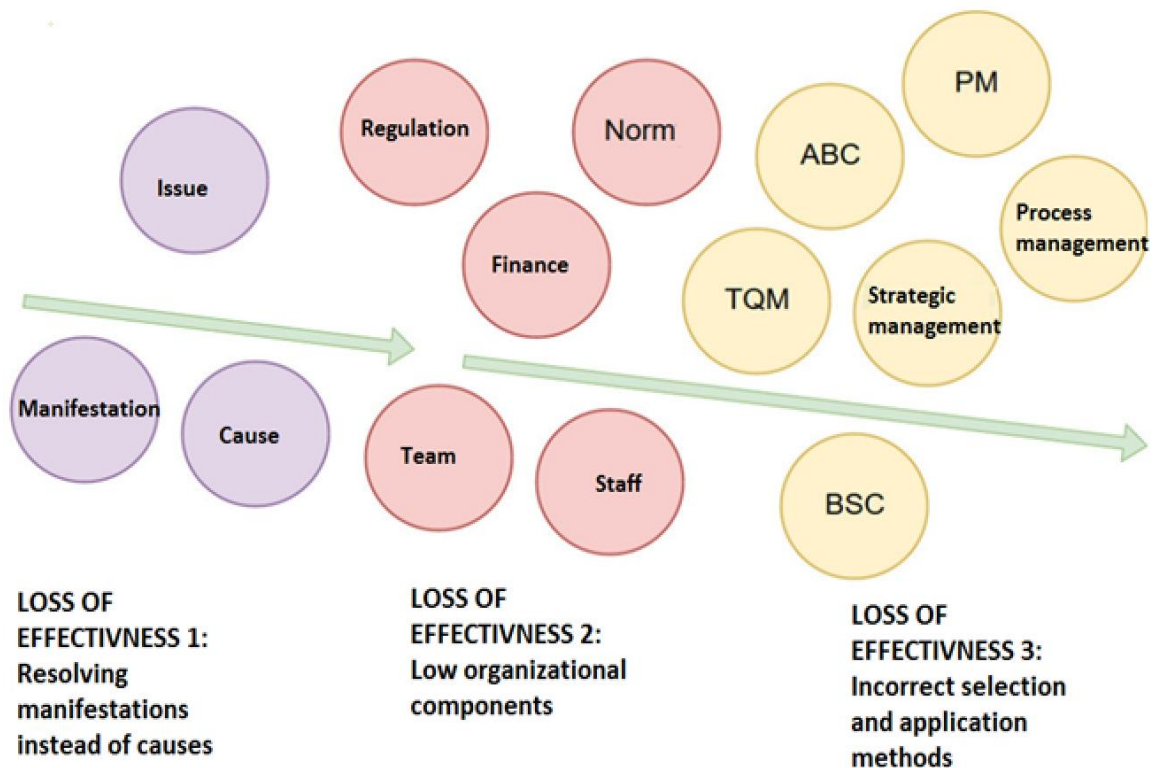 PM
Regulation
Norm
ABC
Issue
Process
management
Finance
TQM
Strategic
management
Manifestation
Cause
Team
Staff
BSC
LOSS OF
EFFECTIVNESS 1:
Resolving
manifestations
instead of causes
LOSS OF
EFFECTIVNESS 2:
Low organizational
components
LOSS OF
EFFECTIVNESS 3:
Incorrect selection
and application
methods